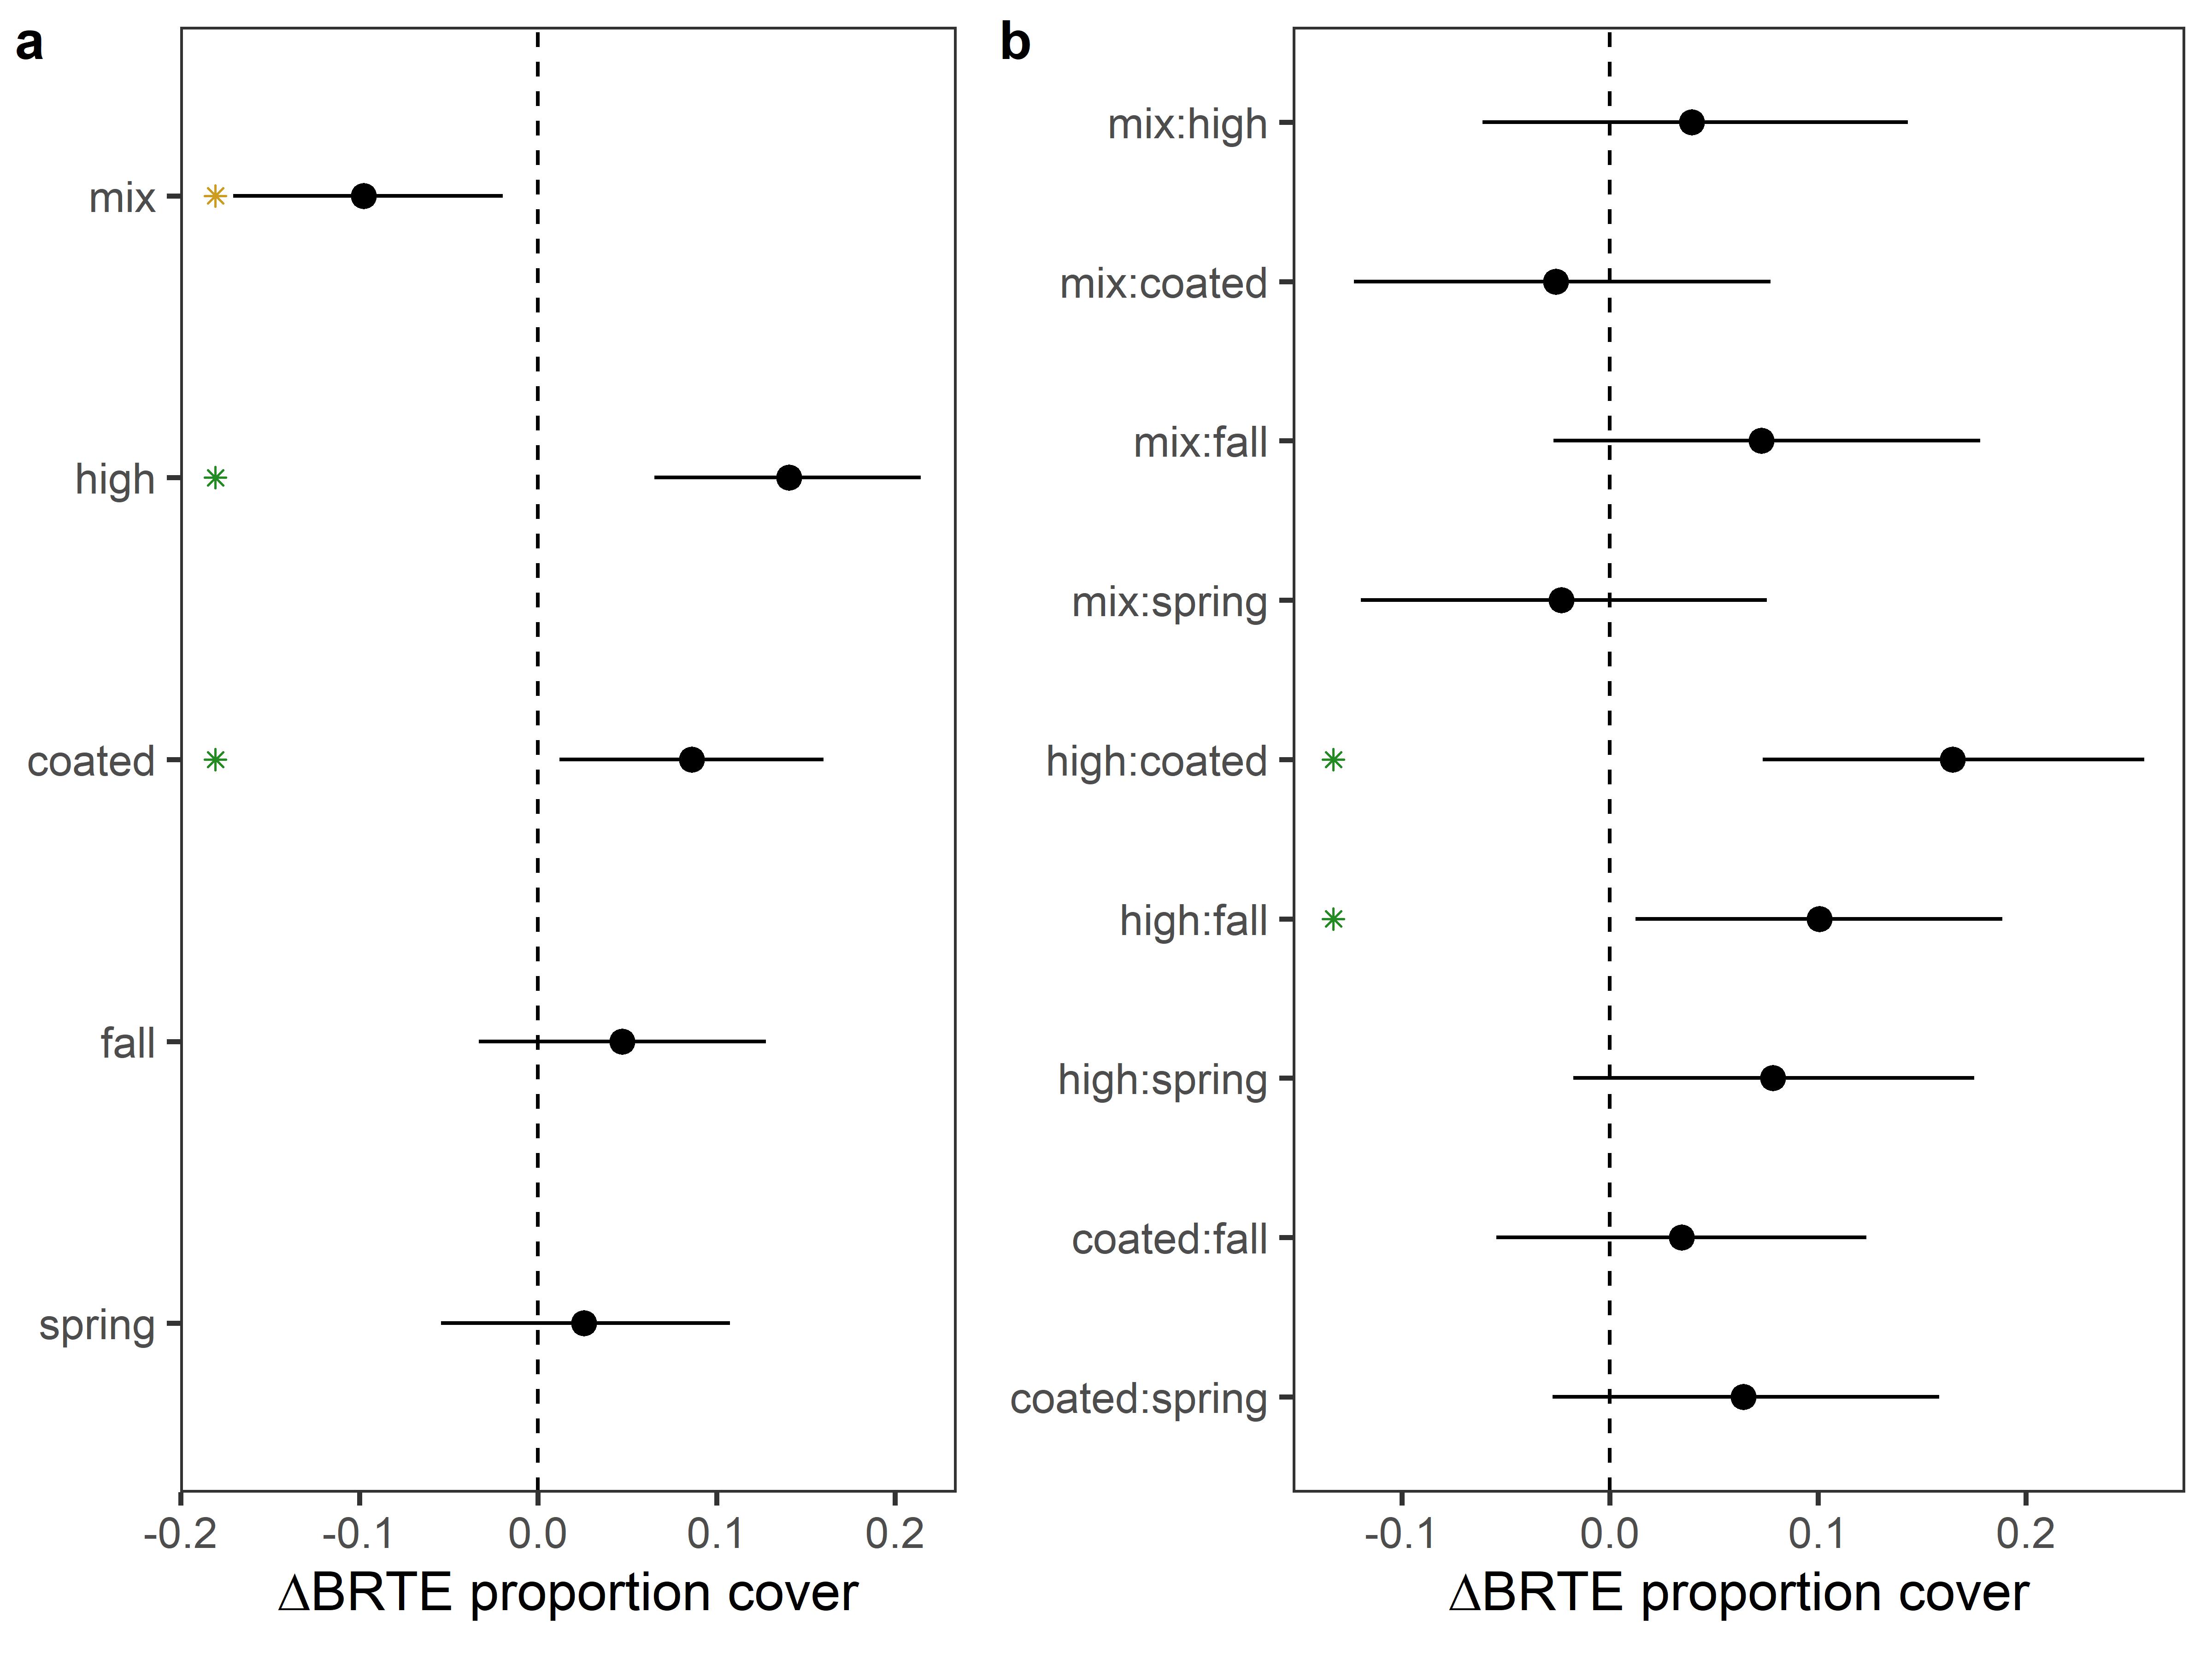 a
mix
high
coated
fall
spring
-0.2 -0.1 0.0 0.1 0.2
ΔBRTE proportion cover
b
mix:high
mix:coated
mix:fall
mix:spring
high:coated
high:fall
high:spring
coated:fall
coated:spring
-0.1 0.0 0.1 0.2
ΔBRTE proportion cover